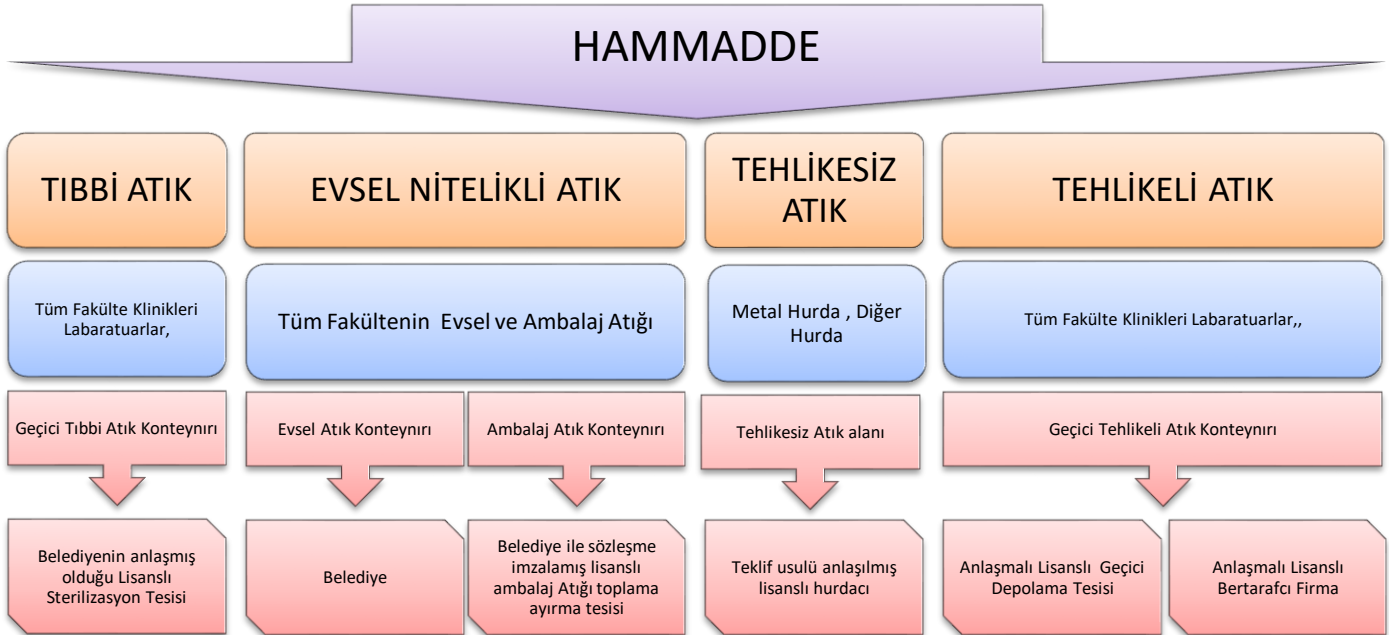 HAMMADDE
TIBBİ ATIK
EVSEL NİTELİKLİ ATIK
TEHLİKESİZ
ATIK
TEHLİKELİ ATIK
Tüm Fakülte Klinikleri
Labaratuarlar,
Tüm Fakültenin Evsel ve Ambalaj Atığı
Metal Hurda , Diğer
Hurda
Tüm Fakülte Klinikleri Labaratuarlar,,
Geçici Tıbbi Atık Konteynırı
Evsel Atık Konteynırı
Ambalaj Atık Konteynırı
Tehlikesiz Atık alanı
Geçici Tehlikeli Atık Konteynırı
Belediyenin anlaşmış
olduğu Lisanslı
Sterilizasyon Tesisi
Belediye
Belediye ile sözleşme
imzalamış lisanslı
ambalaj Atığı toplama
ayırma tesisi
Teklif usulü anlaşılmış
lisanslı hurdacı
Anlaşmalı Lisanslı Geçici
Depolama Tesisi
Anlaşmalı Lisanslı
Bertarafcı Firma